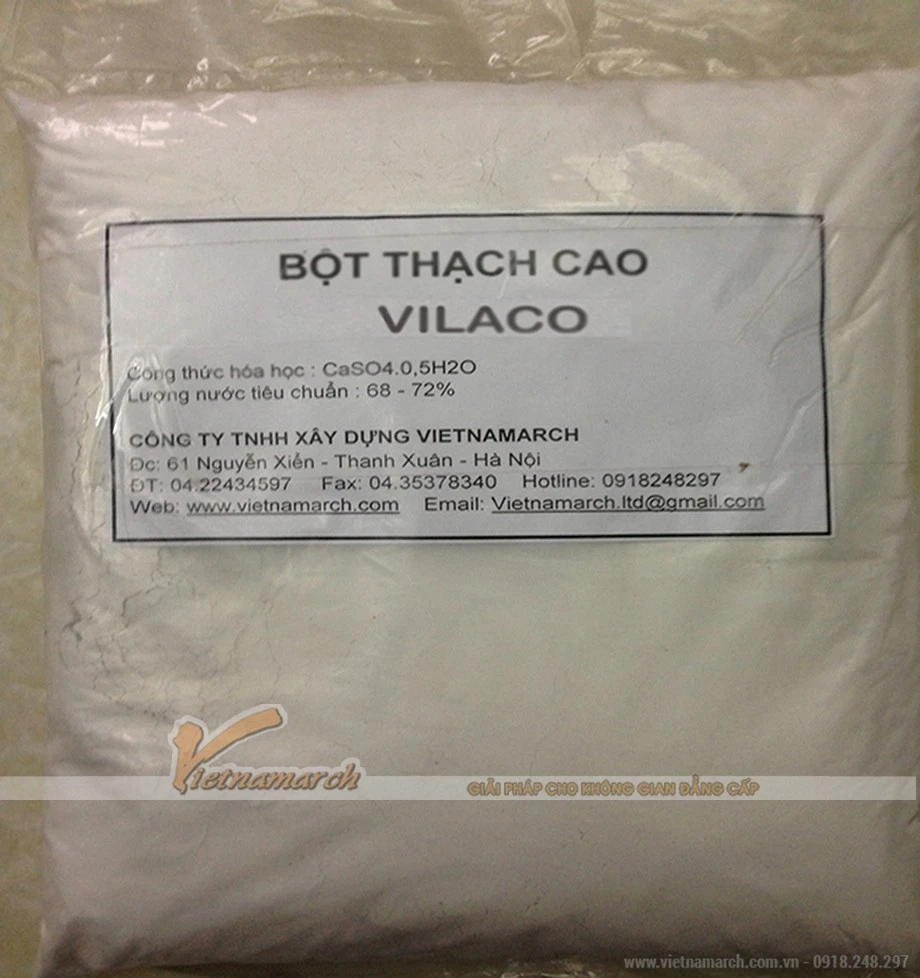 BỘT THẠCH CAO
VILACO
Công thức hóa học : CaSO4.0,5H2O
Lượng nước tiêu chuẩn : 68 - 72%
CÔNG TY TNHH XÂY DỰNG VIETNAMARCH
Đc: 61 Nguyễn Xiển - Thanh Xuân - Hà Nội
ĐT: 04.22434597 Fax: 04.35378340 Hotline: 0918248297
Web: www.vietnamarch.com Email: Vietnamarch.ltd@gmail.com
Vietnamarch
GIẢI PHÁP CHO KHÔNG GIAN ĐẲNG CẤP
www.vietnamarch.com.vn - 0918.248.297